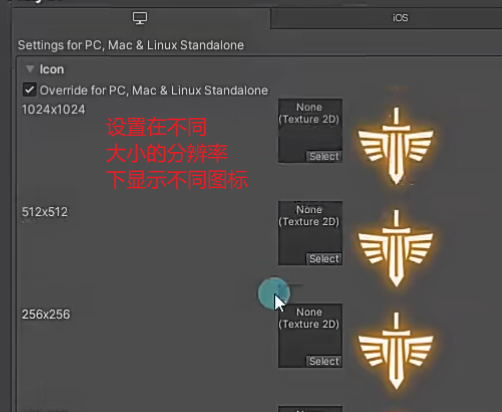 iOS
Settings for PC, Mac & Linux Standalone
Icon
Override for PC, Mac & Linux Standalone
1024x1024
None
(Texture 2D)
Select
设置在不同
大小的分辨率
下显示不同图标
512x512
None
(Texture 2D)
Select
256x256
None
(Texture 2D)
Select